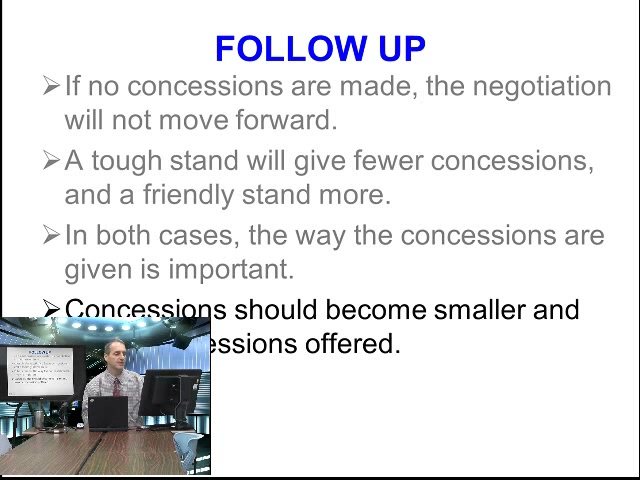 FOLLOW UP
➢If no concessions are made, the negotiation
will not move forward.
➢A tough stand will give fewer concessions,
and a friendly stand more.
➢In both cases, the way the concessions are
given is important.
➢Concessions should become smaller and
essions offered.
FOLLOW UP